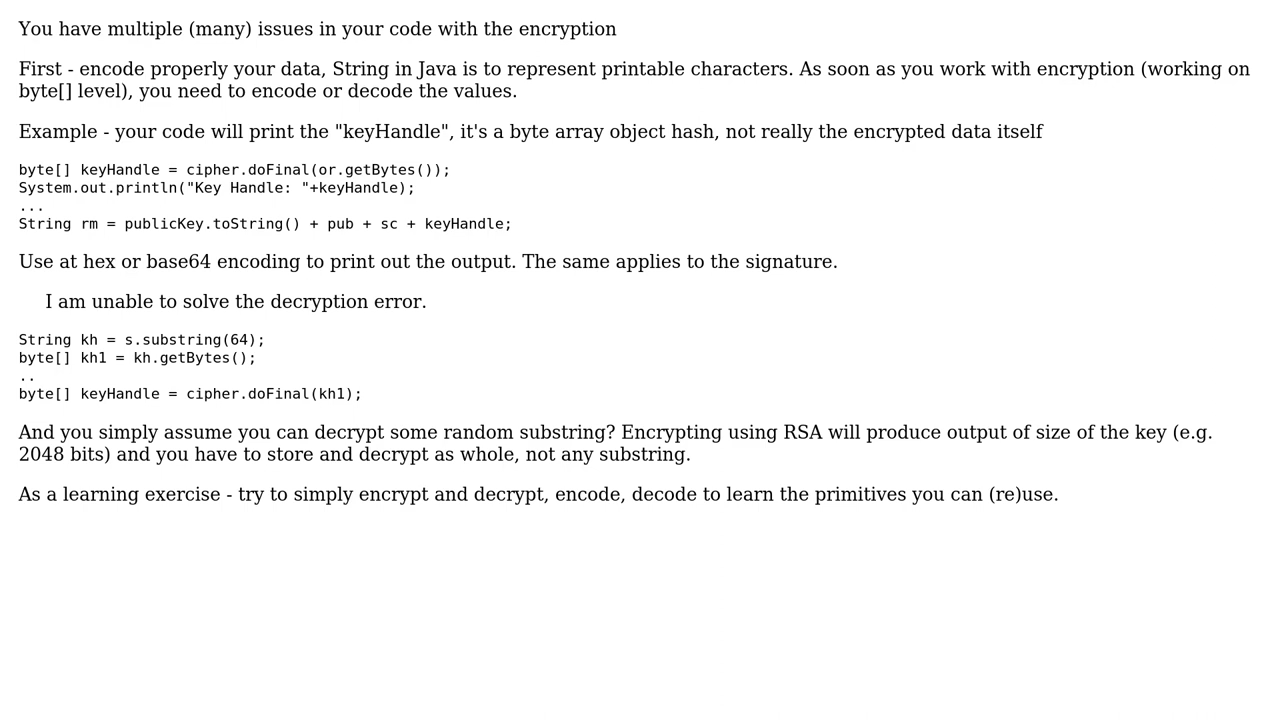 You have multiple (many) issues in your code with the encryption
First - encode properly your data, String in Java is to represent printable characters. As soon as you work with encryption (working on
byte[] level), you need to encode or decode the values.
Example - your code will print the "keyHandle", it's a byte array object hash, not really the encrypted data itself
byte[] keyHandle = cipher.doFinal(or.getBytes());
System.out.println("Key Handle: "+keyHandle);
...
String rm = publicKey.toString() + pub + sc + keyHandle;
Use at hex or base64 encoding to print out the output. The same applies to the signature.
I am unable to solve the decryption error.
String kh = s.substring(64);
byte[] kh1 = kh.getBytes();
..
byte[] keyHandle = cipher.doFinal(kh1);
And you simply assume you can decrypt some random substring? Encrypting using RSA will produce output of size of the key (e.g.
2048 bits) and you have to store and decrypt as whole, not any substring.
As a learning exercise - try to simply encrypt and decrypt, encode, decode to learn the primitives you can (re)use.